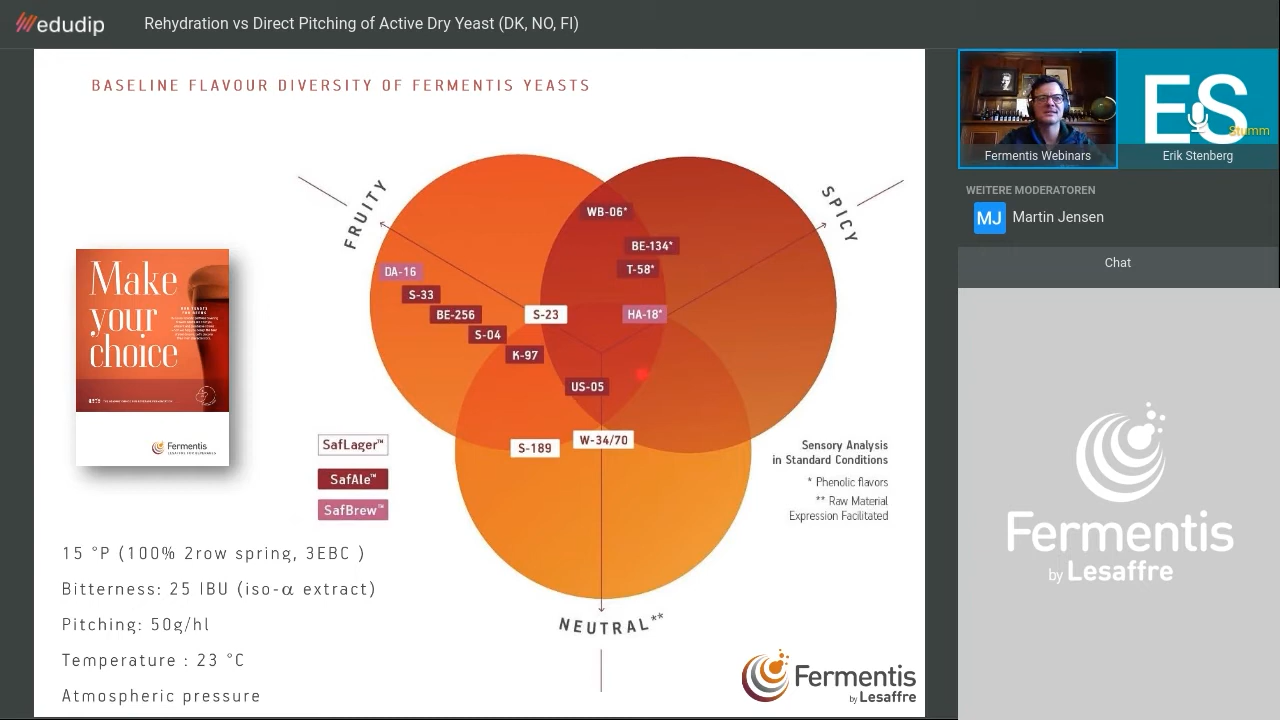 edudip
Rehydration vs Direct Pitching of Active Dry Yeast (DK, NO, FI)
BASELINE FLAVOUR DIVERSITY OF FERMENTIS YEASTS
FRUITY
SPICY
WB-06*
BE-134*
T-58*
DA-16
S-33
BE-256
S-23
HA-18*
S-04
K-97
US-05
W-34/70
S-189
NEUTRAL**
Make
your
choice
Fermentis
SafLager™
SafAle™
SafBrew™
Sensory Analysis
in Standard Conditions
* Phenolic flavors
** Raw Material
Expression Facilitated
15 °P (100% 2row spring, 3EBC )
Bitterness: 25 IBU (iso-α extract)
Pitching: 50g/hl
Temperature : 23 °C
Atmospheric pressure
Fermentis
by Lesaffre
ES
Stumm
Fermentis Webinars
Erik Stenberg
WEITERE MODERATOREN
MJ
Martin Jensen
Chat
Fermentis
by Lesaffre